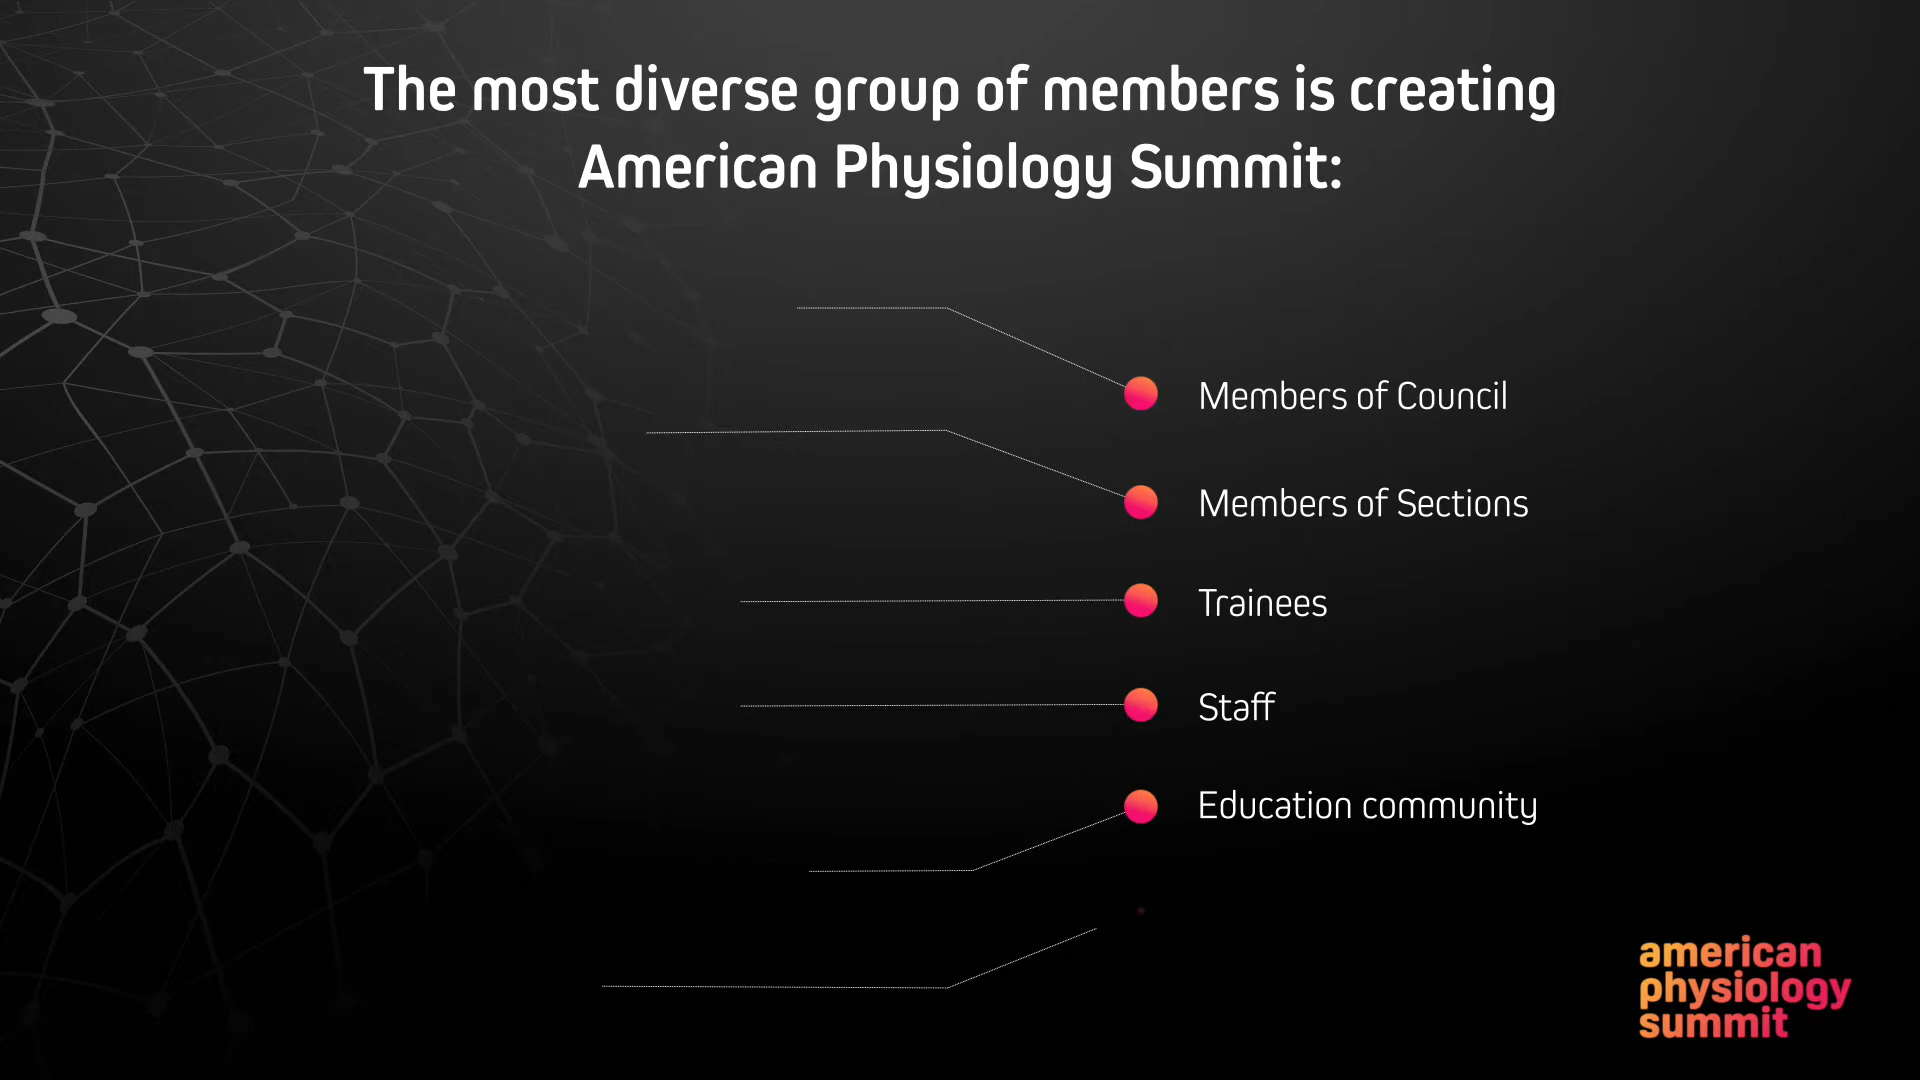 The most diverse group of members is creating
American Physiology Summit:
Members of Council
Members of Sections
Trainees
Staff
Education community
american
physiology
summit